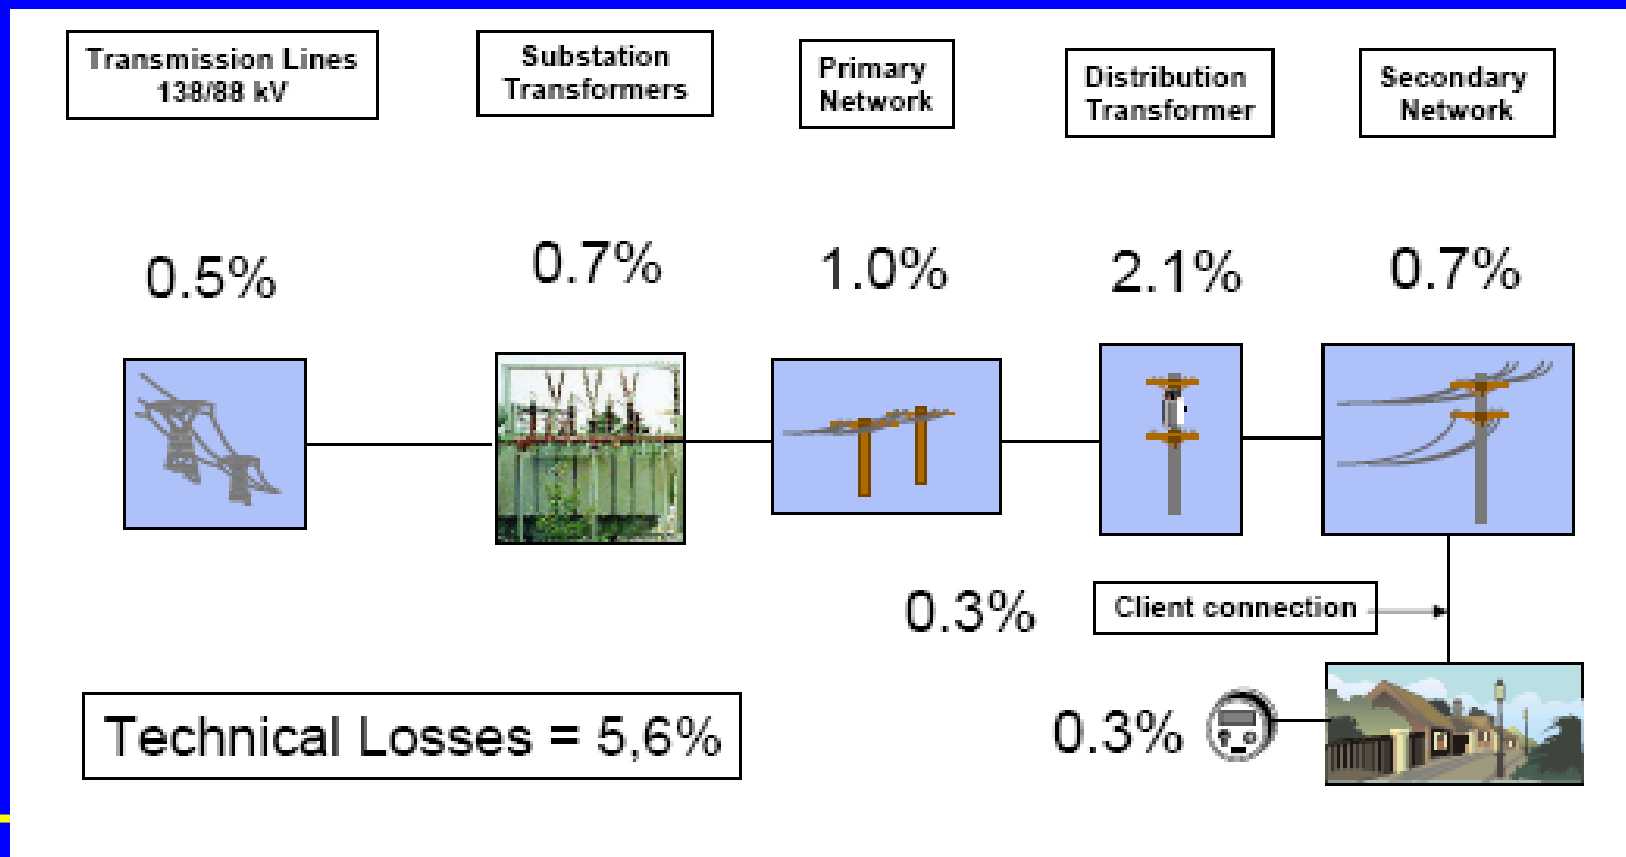 Transmission Lines
138/88 kV
Substation
Transformers
Primary
Network
Distribution
Transformer
Secondary
Network
0.5%
0.7%
1.0%
2.1%
0.7%
0.3%
Client connection
0.3%
Technical Losses = 5,6%